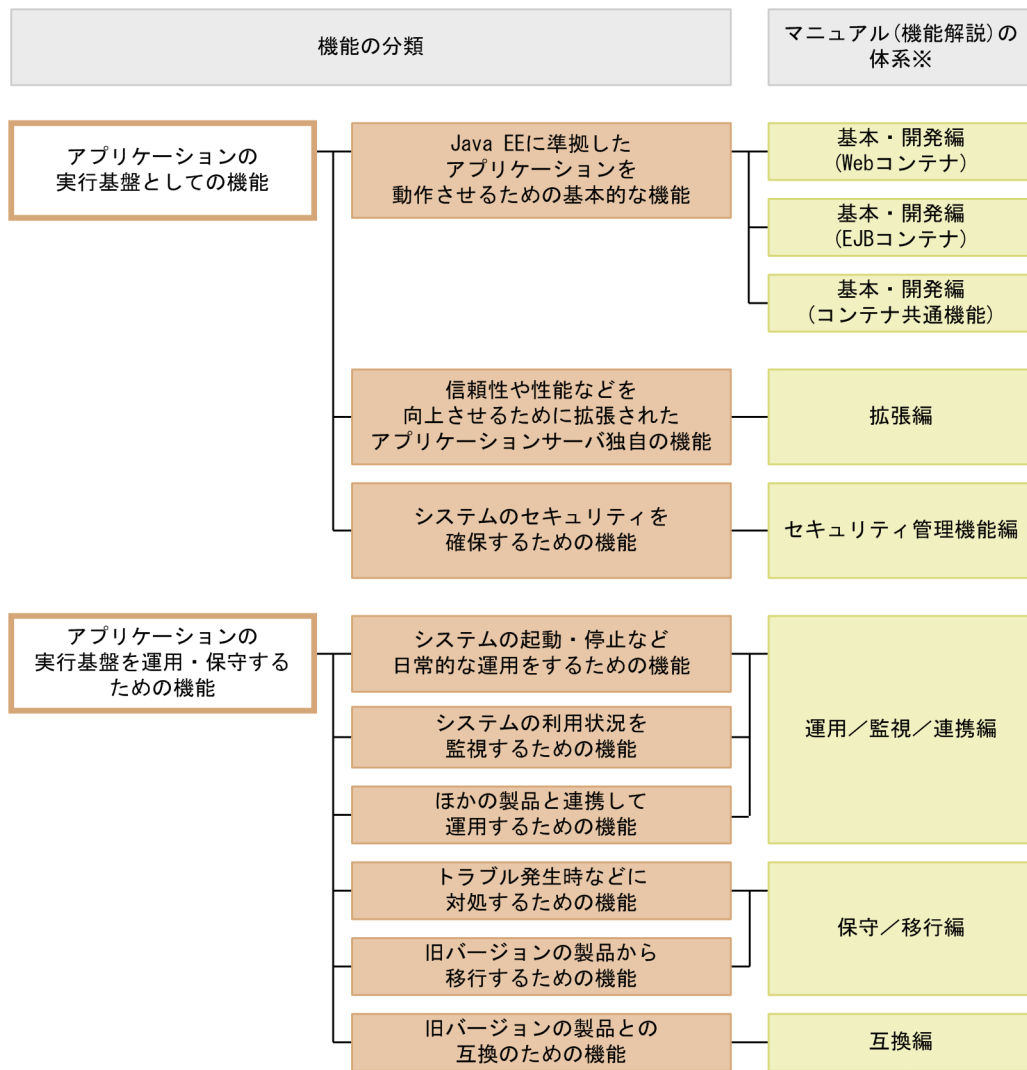 機能の分類
マニュアル(機能解説)の
体系※
アプリケーションの
実行基盤としての機能
Java EEに準拠した
アプリケーションを
動作させるための基本的な機能
基本・開発編
(Webコンテナ)
基本・開発編
(EJBコンテナ)
基本・開発編
(コンテナ共通機能)
信頼性や性能などを
向上させるために拡張された
アプリケーションサーバ独自の機能
拡張編
システムのセキュリティを
確保するための機能
セキュリティ管理機能編
アプリケーションの
実行基盤を運用・保守する
ための機能
システムの起動・停止など
日常的な運用をするための機能
システムの利用状況を
監視するための機能
ほかの製品と連携して
運用するための機能
運用／監視／連携編
トラブル発生時などに
対処するための機能
旧バージョンの製品から
移行するための機能
保守／移行編
旧バージョンの製品との
互換のための機能
互換編